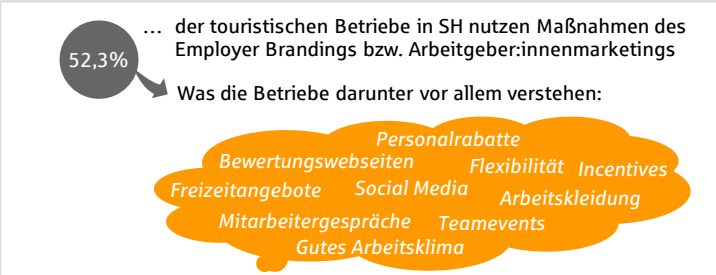 … der touristischen Betriebe in SH nutzen Maßnahmen des
52,3%
Employer Brandings bzw. Arbeitgeber:innenmarketings
Was die Betriebe darunter vor allem verstehen:
Personalrabatte
Bewertungswebseiten
Flexibilität
Incentives
Freizeitangebote
Social Media
Arbeitskleidung
Mitarbeitergespräche
Teamevents
Gutes Arbeitsklima